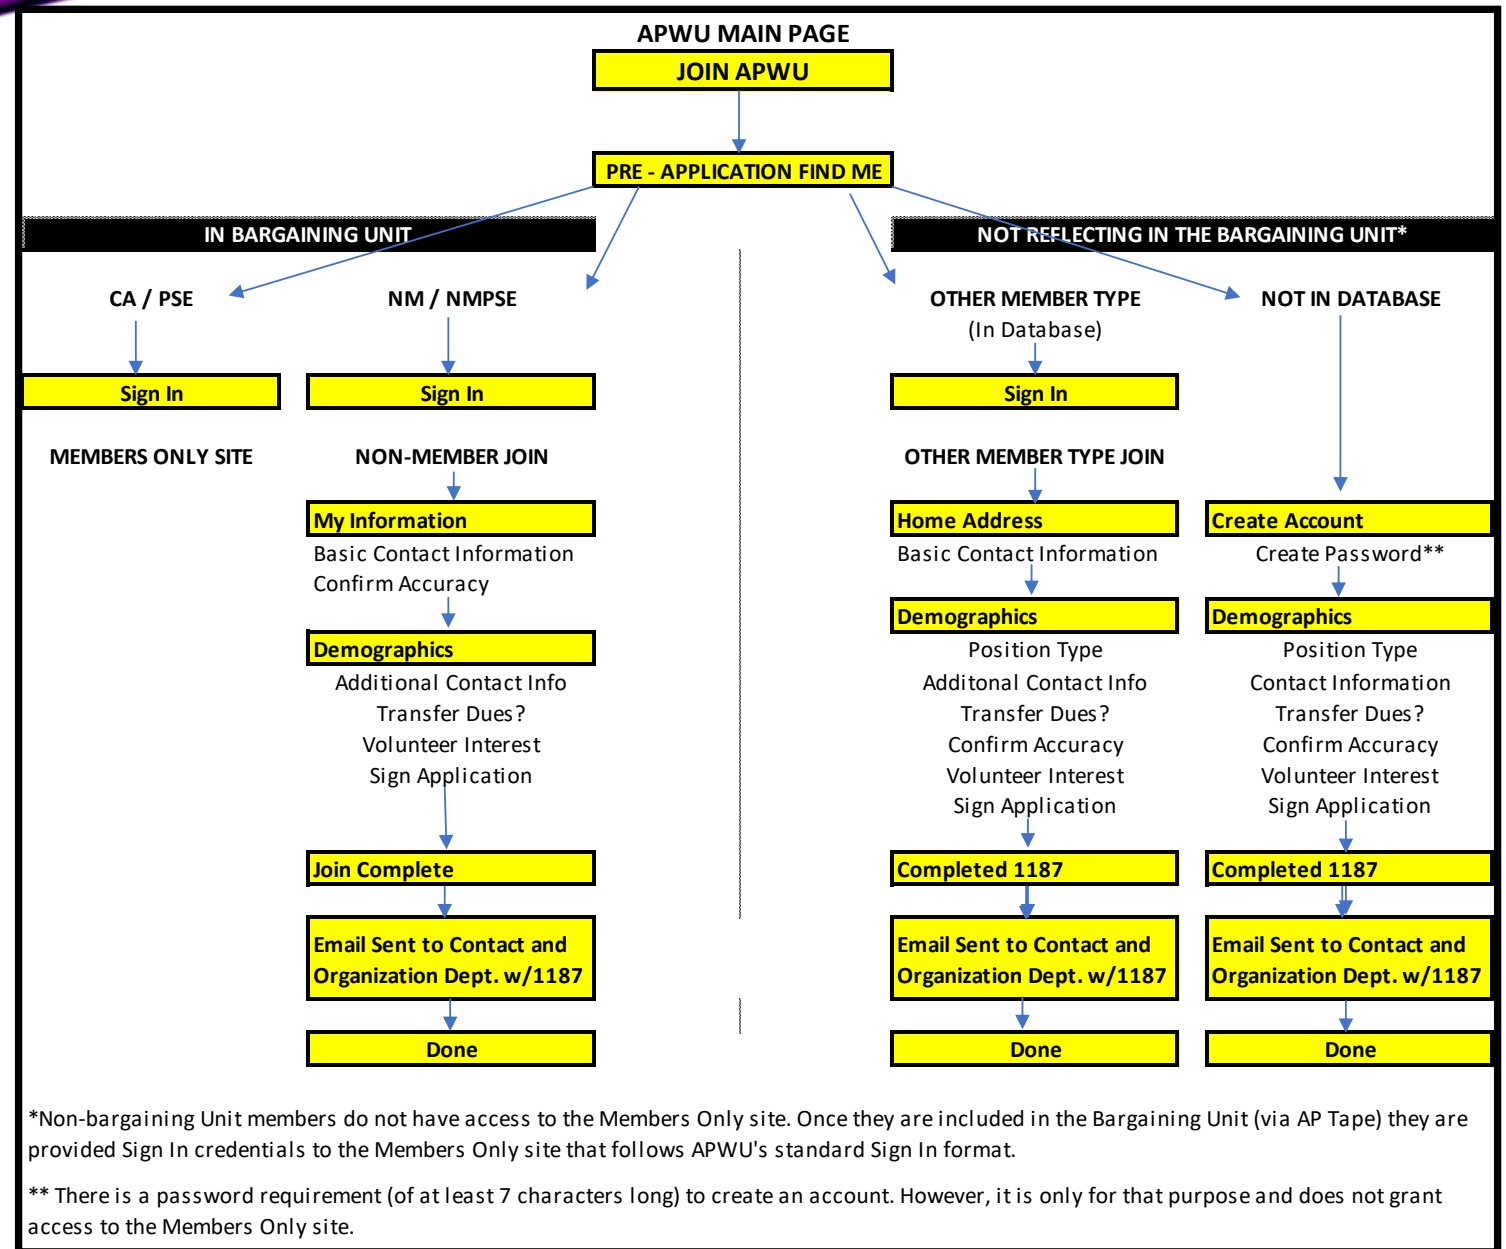 APWU MAIN PAGE
JOIN APWU
PRE - APPLICATION FIND ME
IN BARGAINING UNIT
NOT REFLECTING IN THE BARGAINING UNIT*
CA / PSE
NM / NMPSE
OTHER MEMBER TYPE
(In Database)
NOT IN DATABASE
Sign In
Sign In
Sign In
MEMBERS ONLY SITE
NON-MEMBER JOIN
OTHER MEMBER TYPE JOIN
My Information
Basic Contact Information
Confirm Accuracy
Demographics
Additional Contact Info
Transfer Dues?
Volunteer Interest
Sign Application
Join Complete
Email Sent to Contact and
Organization Dept. w/1187
Done
Home Address
Basic Contact Information
Demographics
Position Type
Additonal Contact Info
Transfer Dues?
Confirm Accuracy
Volunteer Interest
Sign Application
Completed 1187
Email Sent to Contact and
Organization Dept. w/1187
Done
Create Account
Create Password**
Demographics
Position Type
Contact Information
Transfer Dues?
Confirm Accuracy
Volunteer Interest
Sign Application
Completed 1187
Email Sent to Contact and
Organization Dept. w/1187
Done
*Non-bargaining Unit members do not have access to the Members Only site. Once they are included in the Bargaining Unit (via AP Tape) they are
provided Sign In credentials to the Members Only site that follows APWU's standard Sign In format.
** There is a password requirement (of at least 7 characters long) to create an account. However, it is only for that purpose and does not grant
access to the Members Only site.